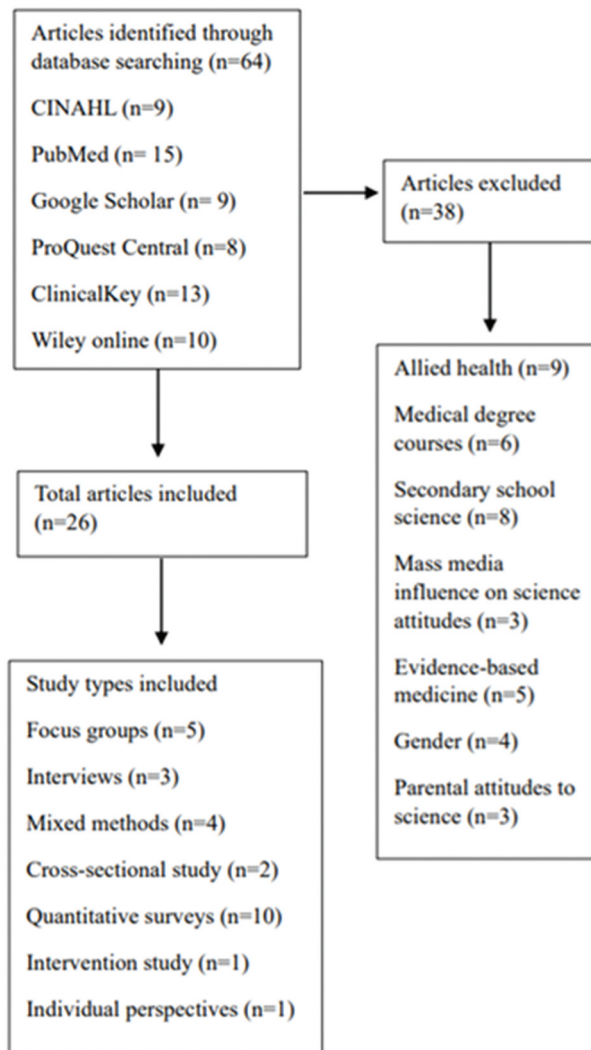 Articles identified through
database searching (n=64)
CINAHL (n=9)
PubMed (n= 15)
Google Scholar (n= 9)
ProQuest Central (n=8)
ClinicalKey (n=13)
Wiley online (n=10)
Articles excluded
(n=38)
Allied health (n=9)
Medical degree
courses (n=6)
Secondary school
science (n=8)
Mass media
influence on science
attitudes (n=3)
Evidence-based
medicine (n=5)
Gender (n=4)
Parental attitudes to
science (n=3)
Total articles included
(n=26)
Study types included
Focus groups (n=5)
Interviews (n=3)
Mixed methods (n=4)
Cross-sectional study (n=2)
Quantitative surveys (n=10)
Intervention study (n=1)
Individual perspectives (n=1)